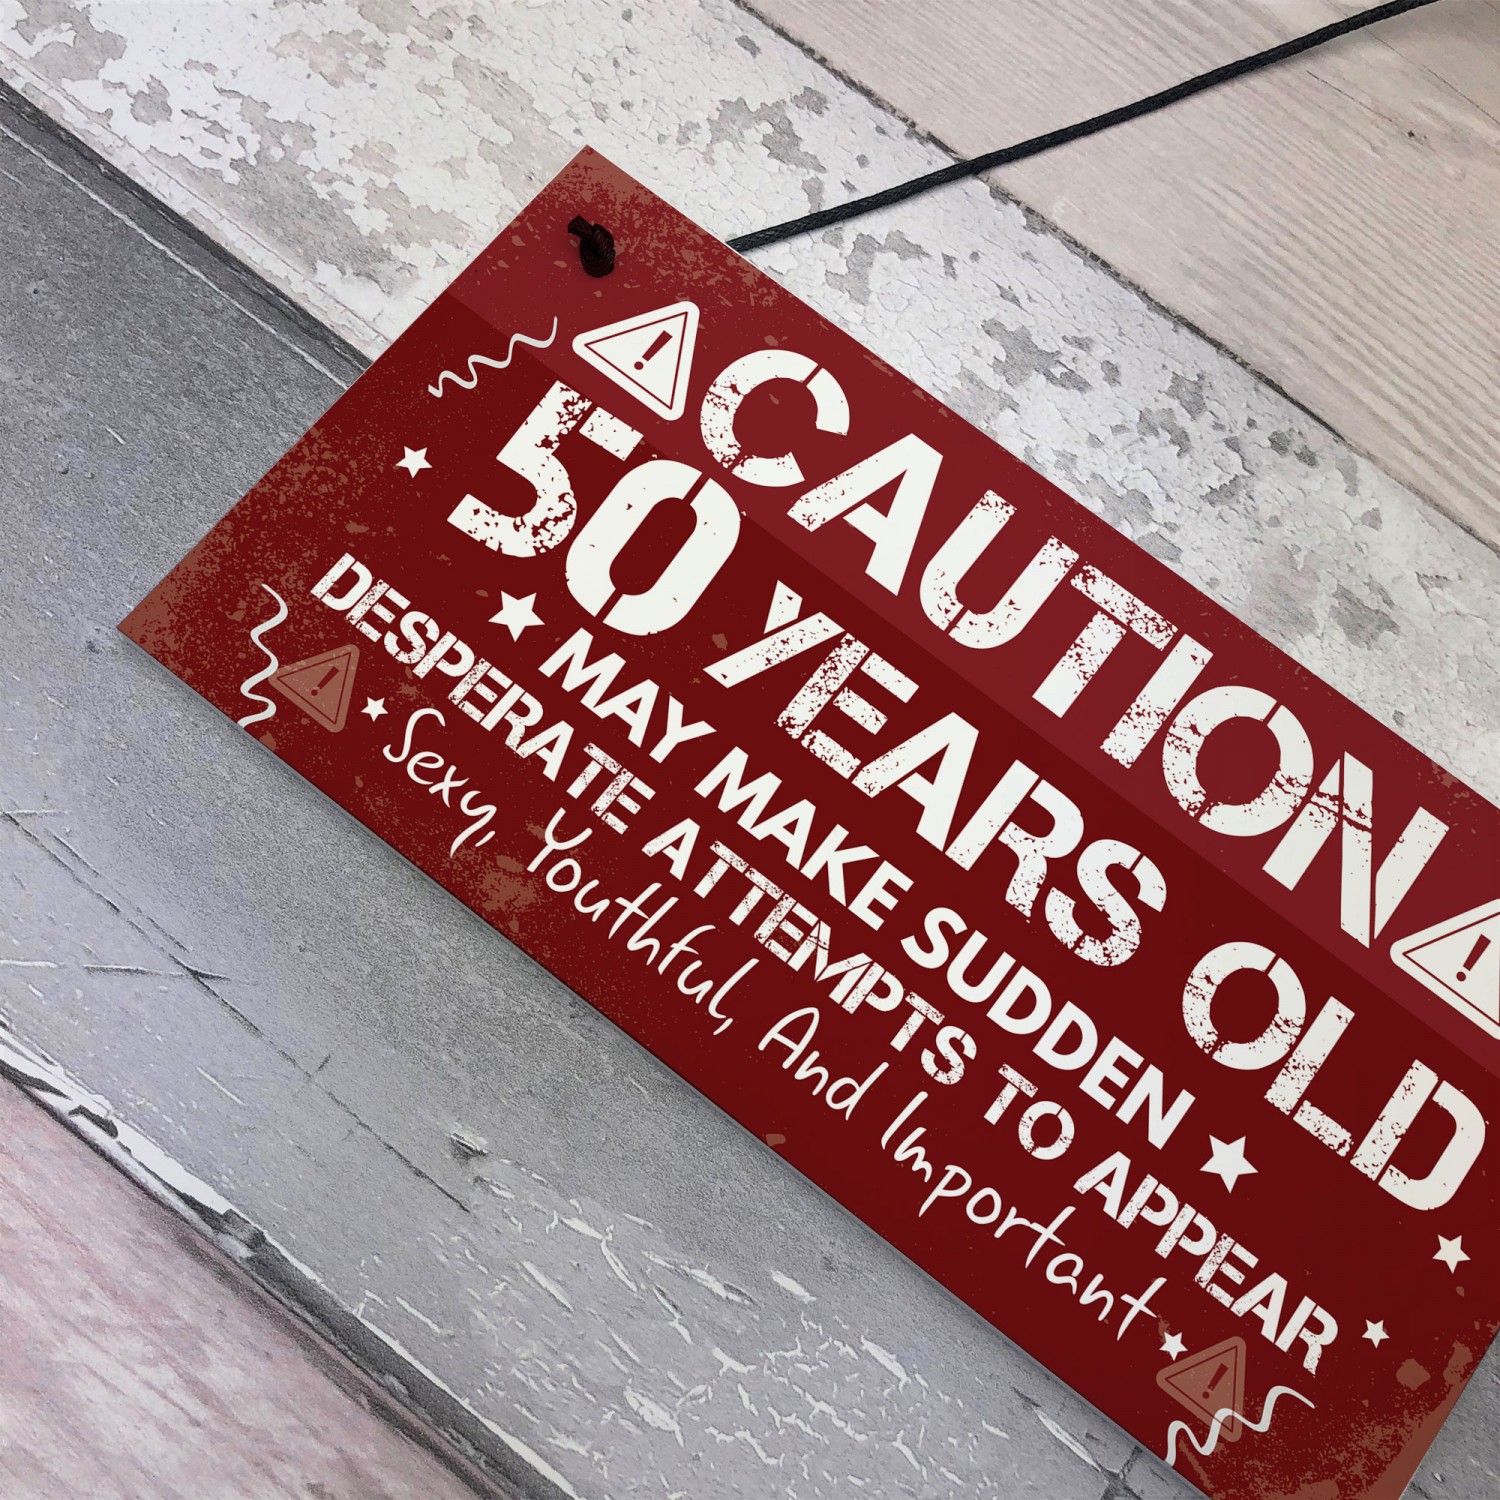 CAUTION
50 YEARS OLD
MAY MAKE SUDDEN
DESPERATE ATTEMPTS TO APPEAR
Sexy, Youthful, And Important